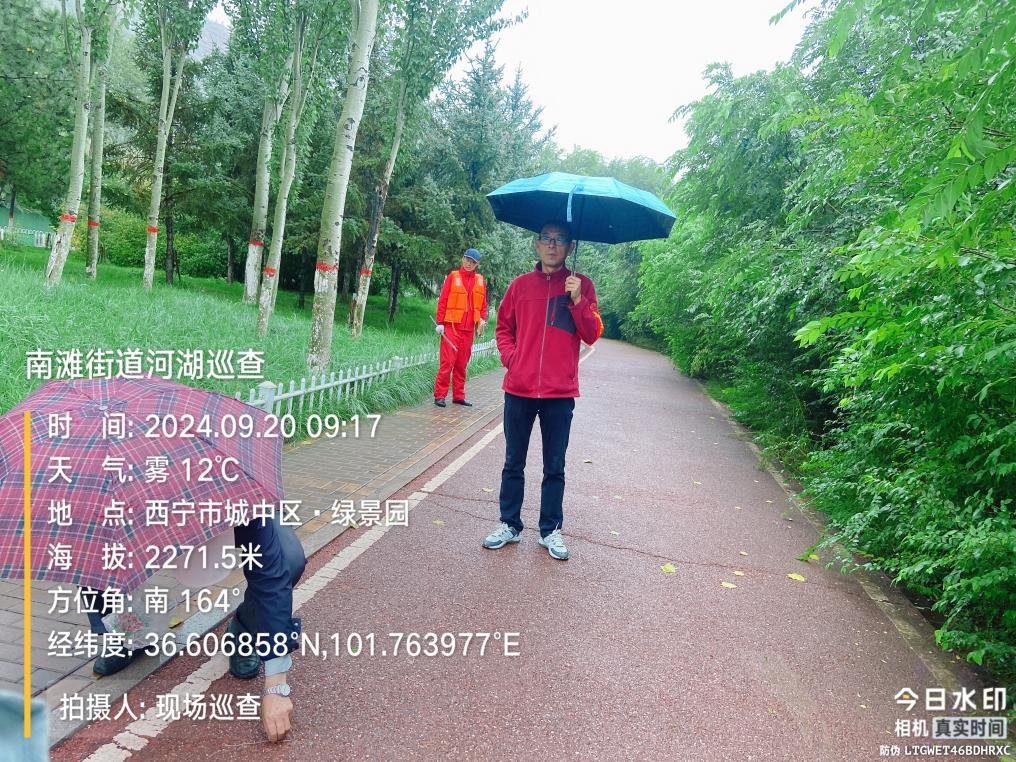 南滩街道河湖巡查
时 间: 2024.09.20 09:17
天 气: 雾 12℃
地 点: 西宁市城中区·绿景园
海 拔: 2271.5米
方位角: 南 164°
经纬度: 36.606858°N,101.763977°E
拍摄人: 现场巡查
今日水印
相机 真实时间
防伪 LTGWET46BDHRXC